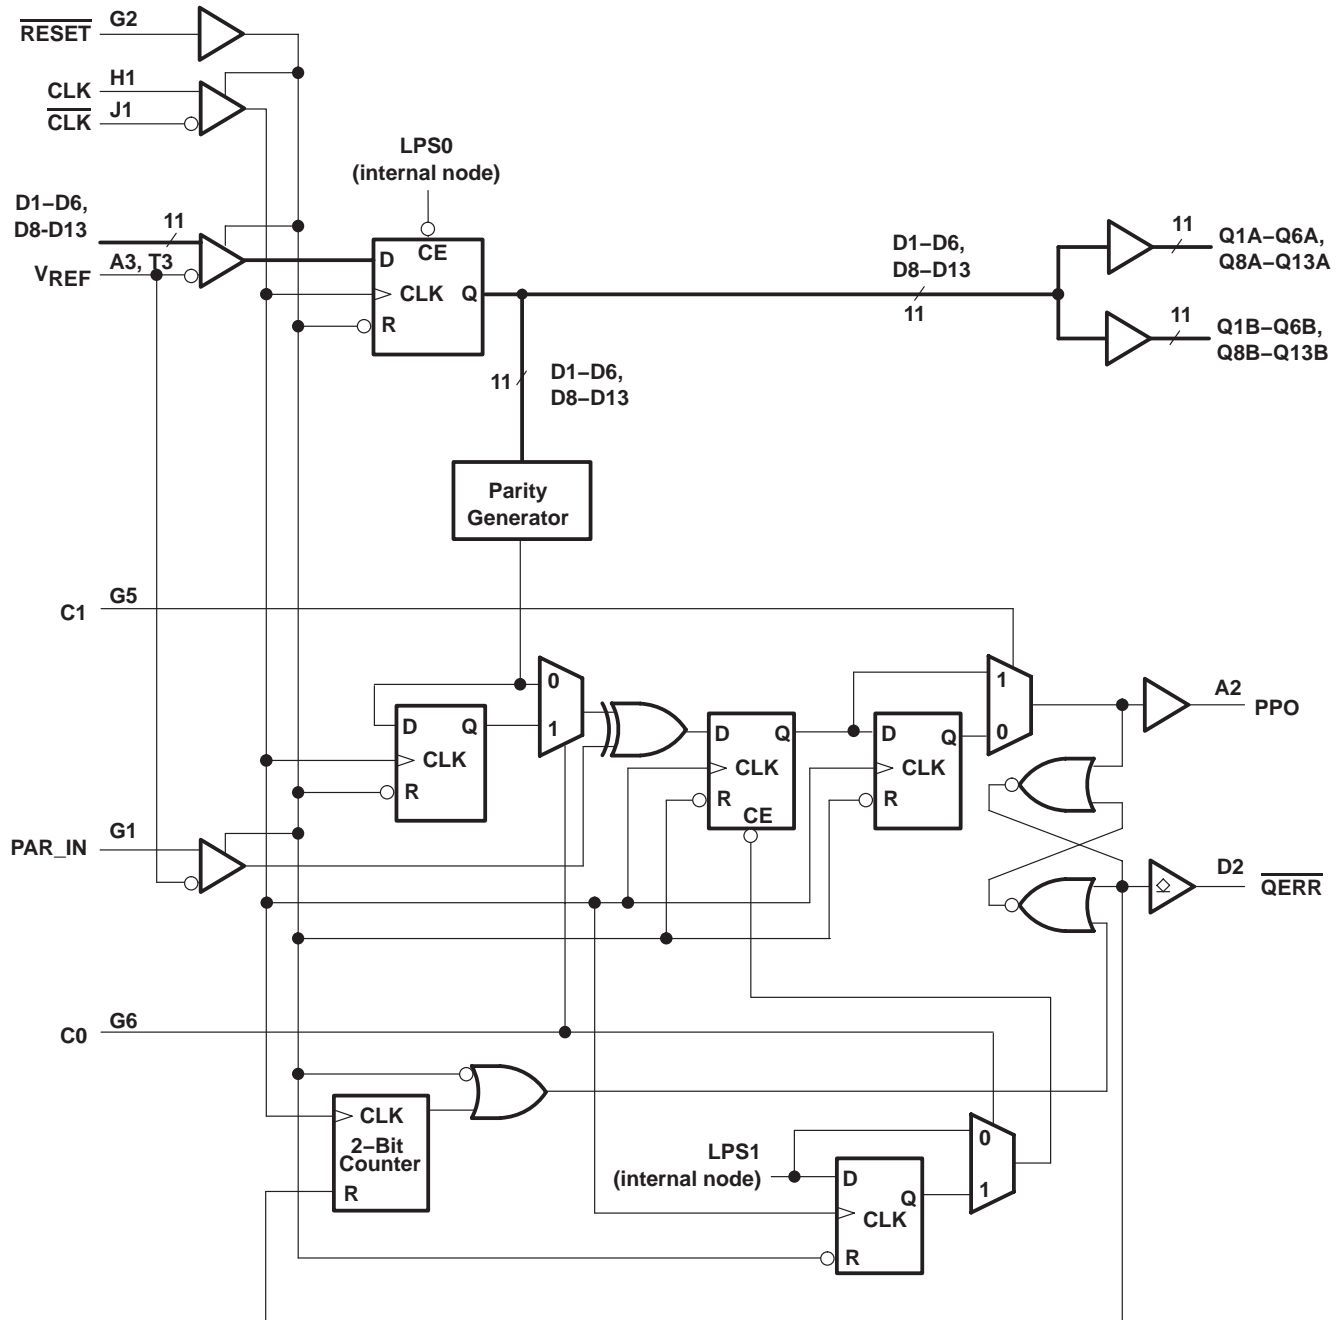 RESET G2
CLK H1
CLK J1
LPS0
(internal node)
D1–D6,
D8-D13
11
VREF A3, T3
D CE
CLK Q
R
D1–D6,
D8–D13
11
11
Q1A–Q6A,
Q8A–Q13A
11
Q1B–Q6B,
Q8B–Q13B
11
D1–D6,
D8–D13
Parity
Generator
C1 G5
0
1
D Q
CLK
R
D Q
CLK
R
CE
D Q
CLK
R
1
0
A2
PPO
PAR_IN G1
D2
QERR
C0 G6
CLK
2–Bit
Counter
R
LPS1
(internal node)
0
1
D
Q
CLK
R